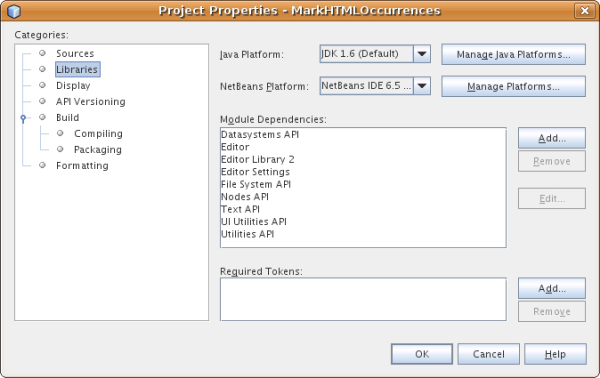 Project Properties - MarkHTMLOccurrences
Categories:
Sources
Libraries
Display
API Versioning
Build
Compiling
Packaging
Formatting
Java Platform:
JDK 1.6 (Default)
Manage Java Platforms...
NetBeans Platform:
NetBeans IDE 6.5 ...
Manage Platforms...
Module Dependencies:
Datasystems API
Editor
Editor Library 2
Editor Settings
File System API
Nodes API
Text API
UI Utilities API
Utilities API
Add...
Remove
Edit...
Required Tokens:
Add...
Remove
OK
Cancel
Help